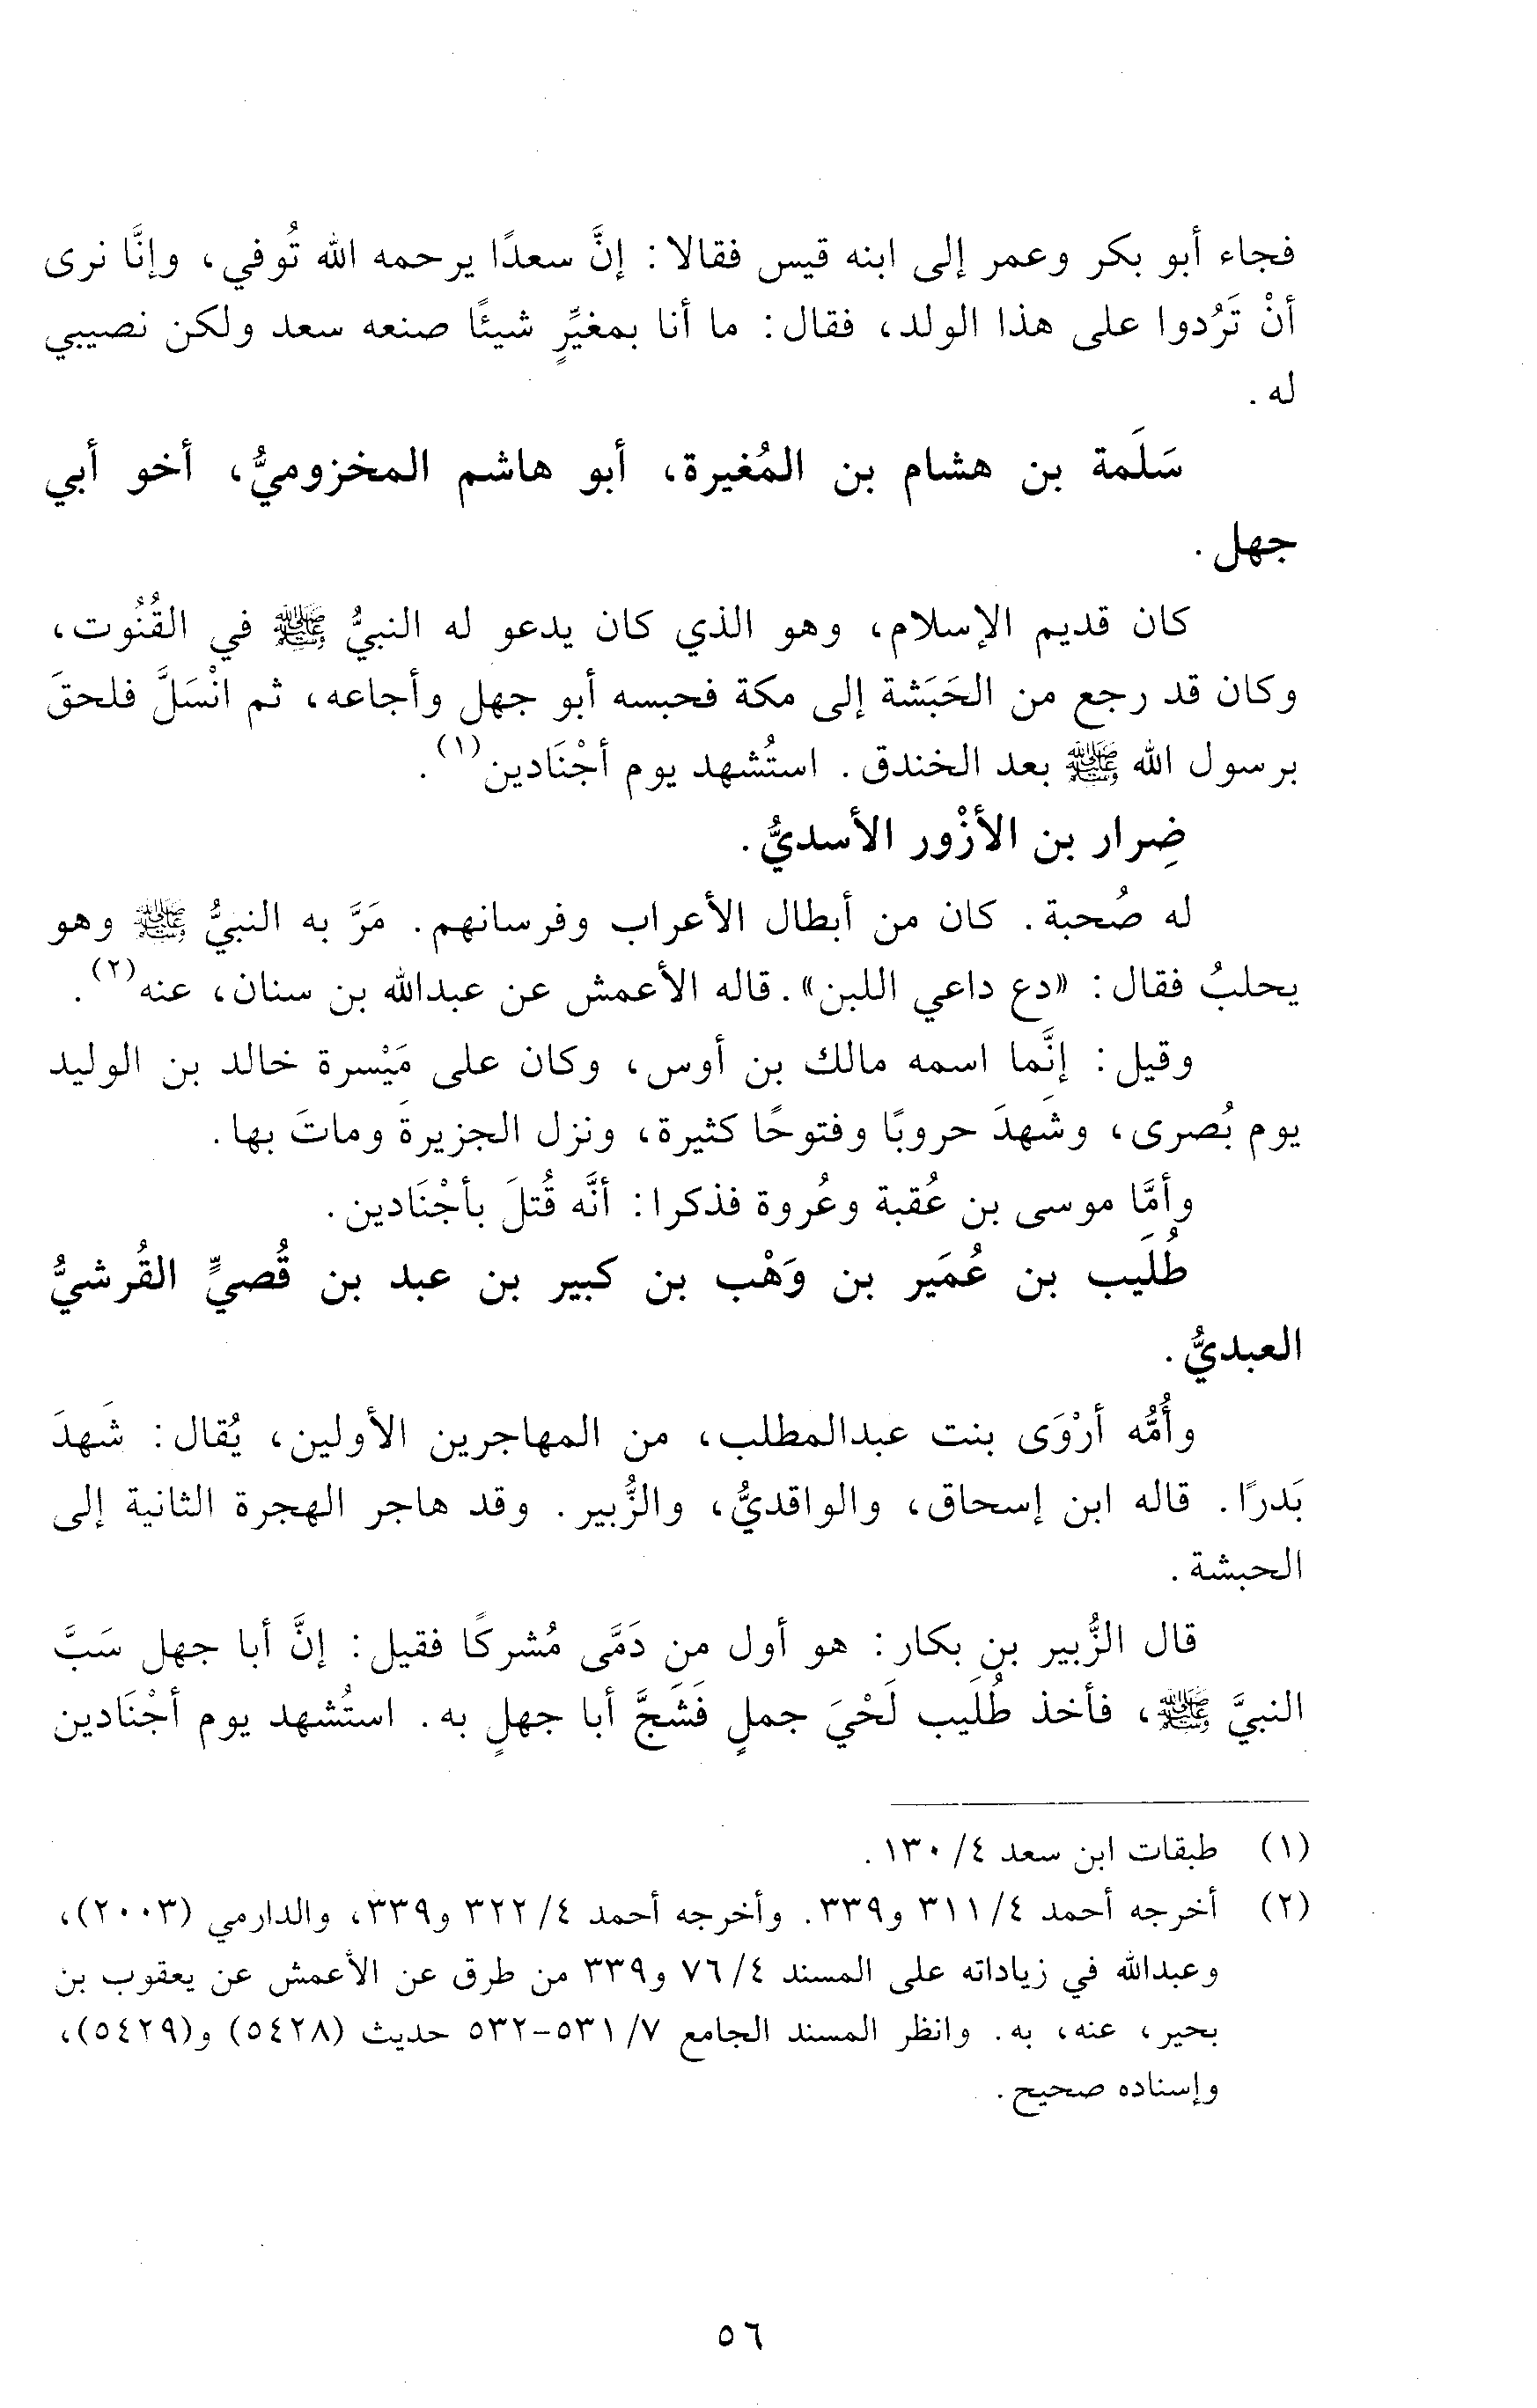 فجاء أبو بكر وعمر إلى ابنه قيس فقالا: إنَّ سعدًا يرحمه الله تُوفي، وإنَّا نرى
أنْ تَرُدوا على هذا الولد، فقال: ما أنا بمغيِّرٍ شيئًا صنعه سعد ولكن نصيبي
له.
سَلَمة بن هشام بن المُغيرة، أبو هاشم المخزوميُّ، أخو أبي
جهل.
كان قديم الإسلام، وهو الذي كان يدعو له النبيُّ ﷺ في القُنُوت،
وكان قد رجع من الحَبَشة إلى مكة فحبسه أبو جهل وأجاعه، ثم انْسَلَّ فلحقَ
برسول الله ﷺ بعد الخندق. استُشهد يوم أجْنَادين(١).
ضِرار بن الأزْور الأسديُّ.
له صُحبة. كان من أبطال الأعراب وفرسانهم. مَرَّ به النبيُّ ﷺ وهو
يحلبُ فقال: «دع داعي اللبن». قاله الأعمش عن عبدالله بن سنان، عنه(٢).
وقيل: إنَّما اسمه مالك بن أوس، وكان على مَيْسرة خالد بن الوليد
يوم بُصرى، وشَهِدَ حروبًا وفتوحًا كثيرة، ونزل الجزيرةَ وماتَ بها.
وأمَّا موسى بن عُقبة وعُروة فذكرا: أنَّه قُتلَ بأجْنَادين.
طُلَيب بن عُمَير بن وَهْب بن كبير بن عبد بن قُصيٍّ القُرشيُّ
العبديُّ.
وأُمُّه أرْوَى بنت عبدالمطلب، من المهاجرين الأولين، يُقال: شَهدَ
بَدرًا. قاله ابن إسحاق، والواقديُّ، والزُّبير. وقد هاجر الهجرة الثانية إلى
الحبشة.
قال الزُّبير بن بكار: هو أول من دَمَّى مُشركًا فقيل: إنَّ أبا جهل سَبَّ
النبيَّ ﷺ، فأخذ طُلَيب لَحْيَ جملٍ فَشَجَّ أبا جهلٍ به. استُشهد يوم أجْنَادين
(١) طبقات ابن سعد ٤/ ١٣٠.
(٢) أخرجه أحمد ٤/ ٣١١ و٣٣٩. وأخرجه أحمد ٤/ ٣٢٢ و٣٣٩، والدارمي (٢٠٠٣)،
وعبدالله في زياداته على المسند ٤/ ٧٦ و٣٣٩ من طرق عن الأعمش عن يعقوب بن
بحير، عنه، به. وانظر المسند الجامع ٧/ ٥٣١-٥٣٢ حديث (٥٤٢٨) و(٥٤٢٩)،
وإسناده صحيح.
٥٦